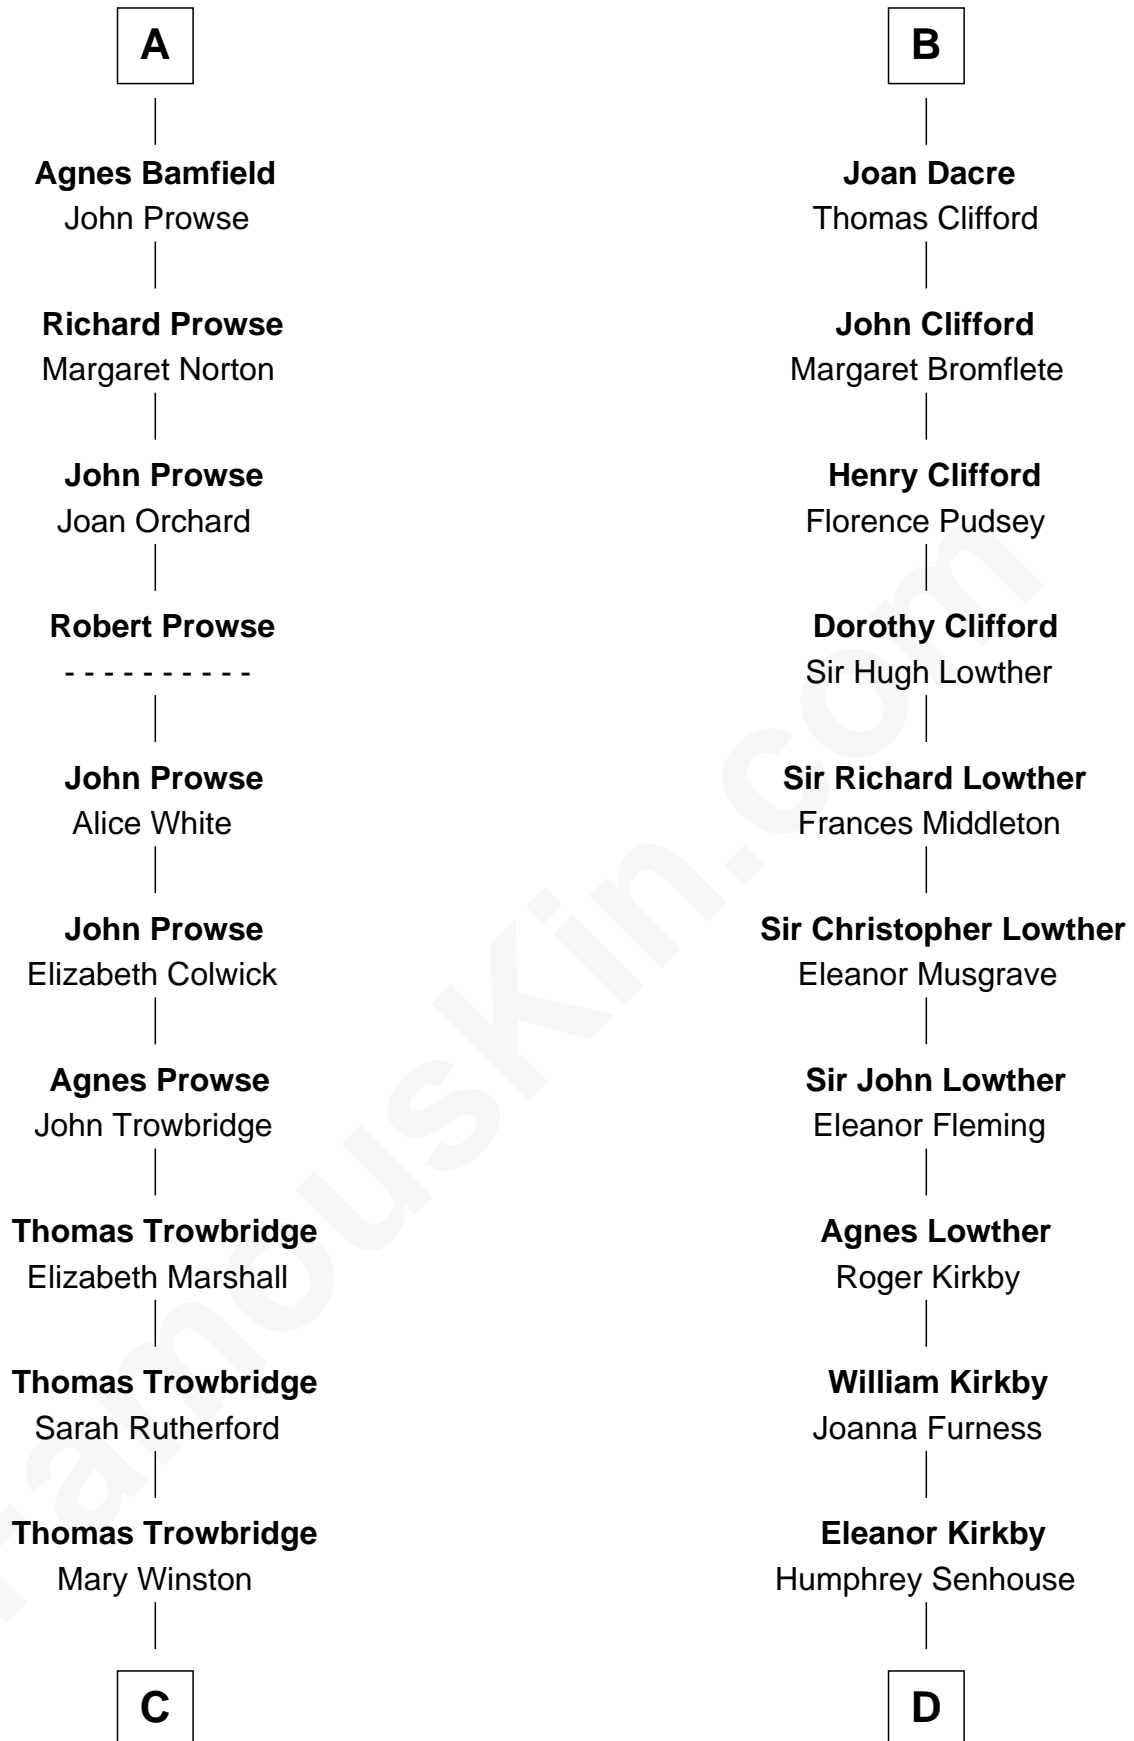 A
Agnes Bamfield
John Prowse
Richard Prowse
Margaret Norton
John Prowse
Joan Orchard
Robert Prowse
- - - - - - - - - -
John Prowse
Alice White
John Prowse
Elizabeth Colwick
Agnes Prowse
John Trowbridge
Thomas Trowbridge
Elizabeth Marshall
Thomas Trowbridge
Sarah Rutherford
Thomas Trowbridge
Mary Winston
C
B
Joan Dacre
Thomas Clifford
John Clifford
Margaret Bromflete
Henry Clifford
Florence Pudsey
Dorothy Clifford
Sir Hugh Lowther
Sir Richard Lowther
Frances Middleton
Sir Christopher Lowther
Eleanor Musgrave
Sir John Lowther
Eleanor Fleming
Agnes Lowther
Roger Kirkby
William Kirkby
Joanna Furness
Eleanor Kirkby
Humphrey Senhouse
D
FamousKin.com